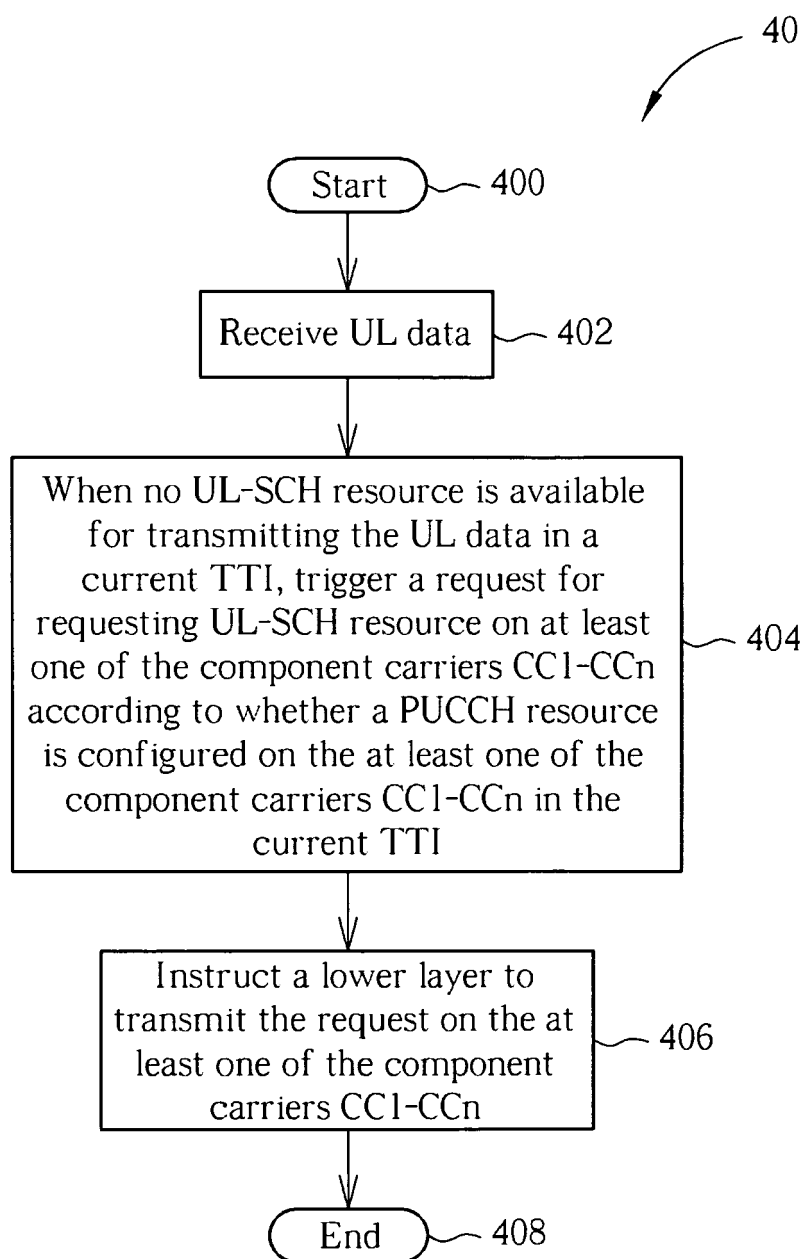 40
Start
400
Receive UL data
402
When no UL-SCH resource is available
for transmitting the UL data in a
current TTI, trigger a request for
requesting UL-SCH resource on at least
one of the component carriers CC1-CCn
according to whether a PUCCH resource
is configured on the at least one of the
component carriers CC1-CCn in the
current TTI
404
Instruct a lower layer to
transmit the request on the at
least one of the component
carriers CC1-CCn
406
End
408